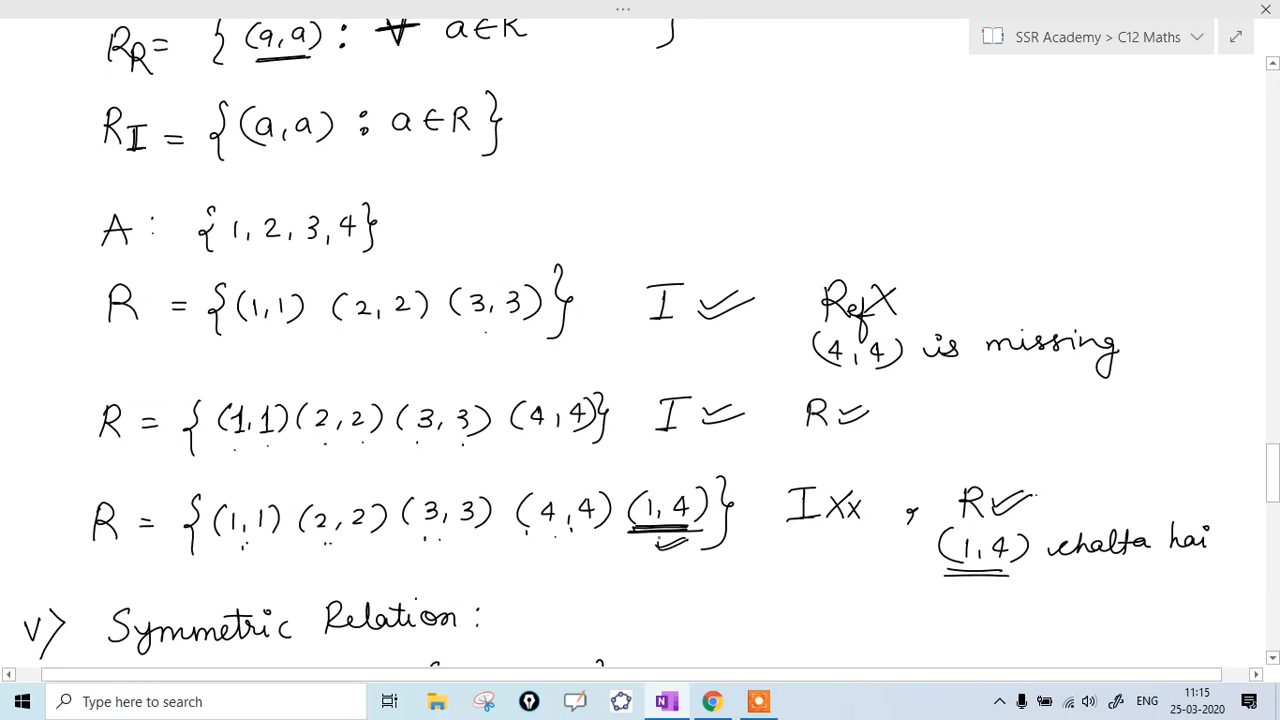 SSR Academy > C12 Maths
R_R = { (a,a) : ∀ a∈R }
R_I = {(a,a) : a∈R}
A : {1,2,3,4}
R = {(1,1) (2,2) (3,3)} I ✓ Ref X
(4,4) is missing
R = {(1,1)(2,2)(3,3) (4,4)} I ✓ R ✓
R = {(1,1) (2,2) (3,3) (4,4) (1,4)} I Xx , R ✓
(1,4) chalta hai
V) Symmetric Relation :
Type here to search
ENG
11:15
25-03-2020